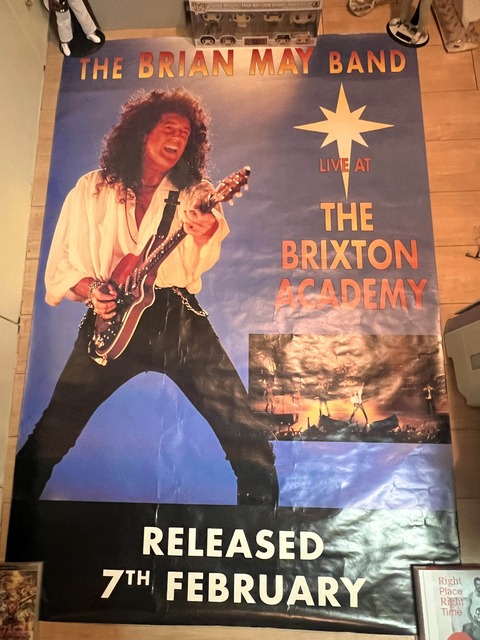 THE BRIAN MAY BAND
LIVE AT
THE
BRIXTON
ACADEMY
RELEASED
7TH FEBRUARY
Right
Place
Right
Time